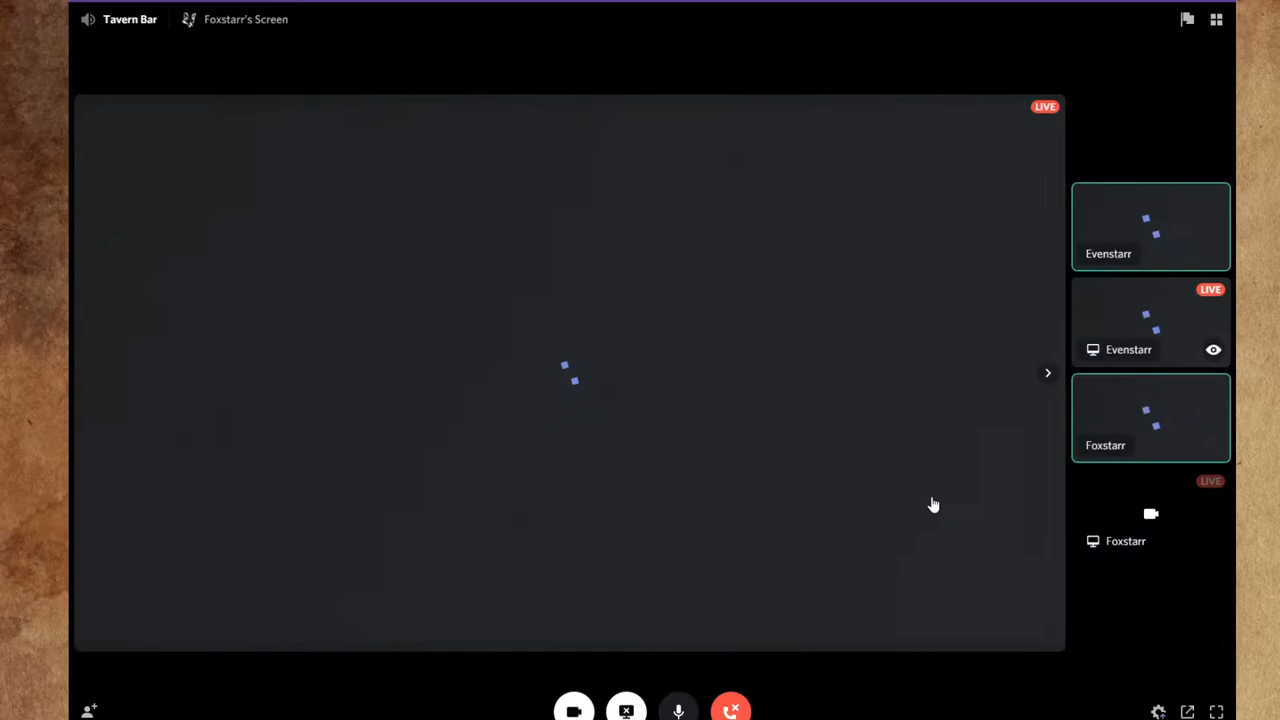 Tavern Bar
Foxstarr's Screen
LIVE
Evenstarr
LIVE
Evenstarr
Foxstarr
LIVE
Foxstarr